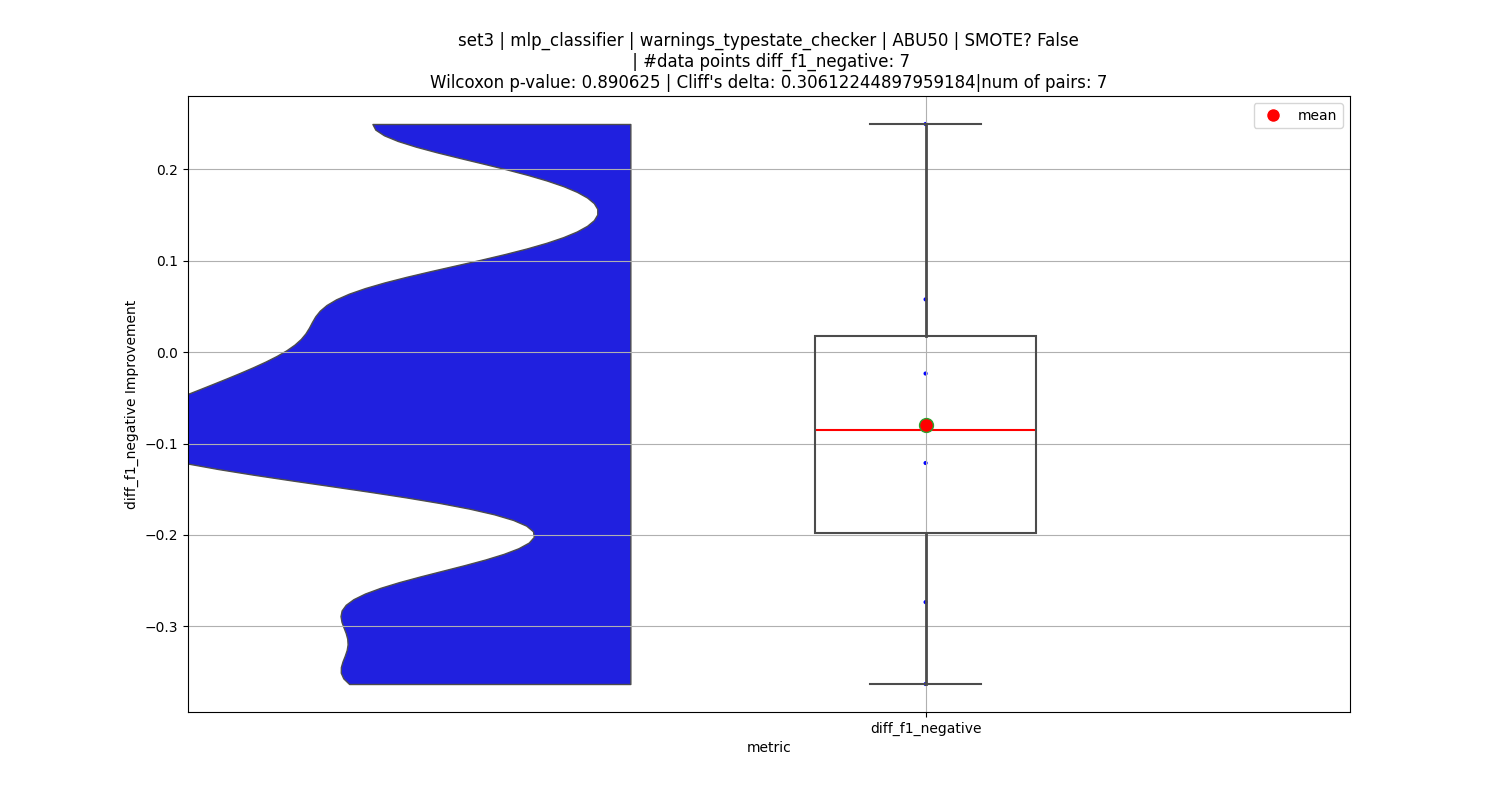 set3 | mlp_classifier | warnings_typestate_checker | ABU50 | SMOTE? False
| #data points diff_f1_negative: 7
Wilcoxon p-value: 0.890625 | Cliff's delta: 0.30612244897959184|num of pairs: 7
mean
0.2
0.1
0.0
−0.1
−0.2
−0.3
diff_f1_negative Improvement
diff_f1_negative
metric